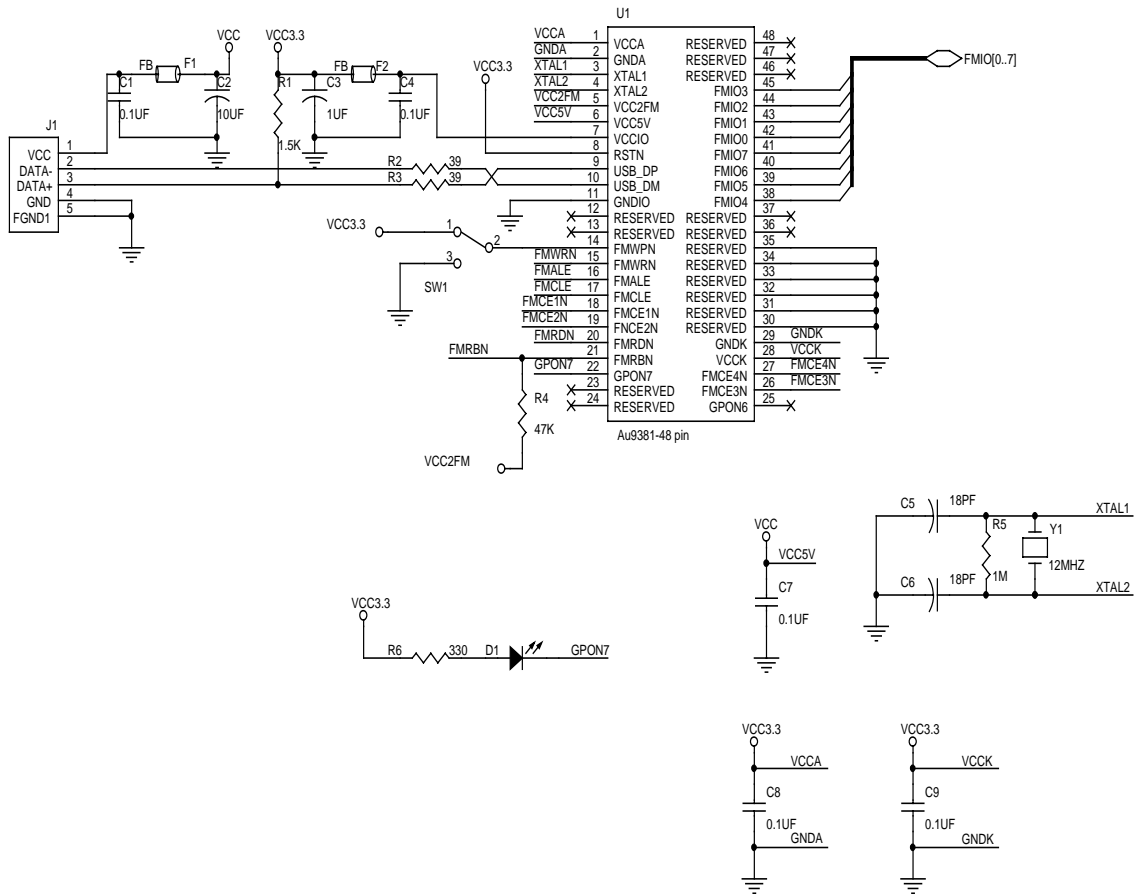 U1
VCC
VCC3.3
FB F1
C1
0.1UF
C2
10UF
R1
1.5K
C3
1UF
FB F2
C4
0.1UF
VCC3.3
J1
VCC 1
DATA- 2
DATA+ 3
GND 4
FGND1 5
R2 39
R3 39
VCCA 1 VCCA
GNDA 2 GNDA
XTAL1 3 XTAL1
XTAL2 4 XTAL2
VCC2FM 5 VCC2FM
VCC5V 6 VCC5V
7 VCCIO
8 RSTN
9 USB_DP
10 USB_DM
11 GNDIO
12 RESERVED
13 RESERVED
14 FMWPN
FMWRN 15 FMWRN
FMALE 16 FMALE
FMCLE 17 FMCLE
FMCE1N 18 FMCE1N
FMCE2N 19 FNCE2N
FMRDN 20 FMRDN
FMRBN 21 FMRBN
GPON7 22 GPON7
23 RESERVED
24 RESERVED
RESERVED 48
RESERVED 47
RESERVED 46
45
FMIO3 44
FMIO2 43
FMIO1 42
FMIO0 41
FMIO7 40
FMIO6 39
FMIO5 38
FMIO4
RESERVED 37
RESERVED 36
RESERVED 35
RESERVED 34
RESERVED 33
RESERVED 32
RESERVED 31
RESERVED 30
GNDK 29 GNDK
VCCK 28 VCCK
FMCE4N 27 FMCE4N
FMCE3N 26 FMCE3N
GPON6 25
FMIO[0..7]
Au9381-48 pin
VCC3.3
1
2
3
SW1
R4
47K
VCC2FM
C5 18PF
XTAL1
R5
1M
Y1
12MHZ
C6 18PF
XTAL2
VCC
VCC5V
C7
0.1UF
VCC3.3
R6 330 D1 GPON7
VCC3.3
VCCA
C8
0.1UF
GNDA
VCC3.3
VCCK
C9
0.1UF
GNDK